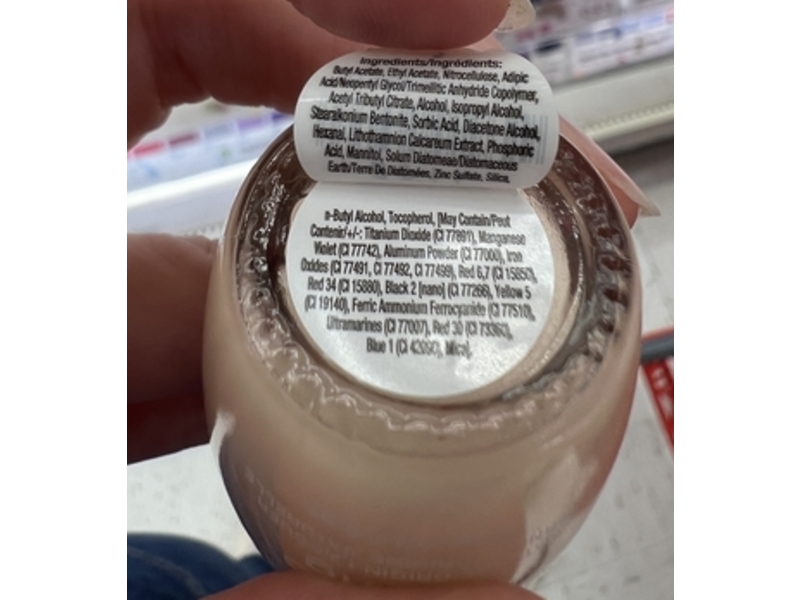 Ingredients/Ingrédients:
Butyl Acetate, Ethyl Acetate, Nitrocellulose, Adipic
Acid/Neopentyl Glycol/Trimellitic Anhydride Copolymer,
Acetyl Tributyl Citrate, Alcohol, Isopropyl Alcohol,
Stearalkonium Bentonite, Sorbic Acid, Diacetone Alcohol,
Hexanal, Lithothamnion Calcareum Extract, Phosphoric
Acid, Mannitol, Solum Diatomeae/Diatomaceous
Earth/Terre De Diatomées, Zinc Sulfate, Silica,
n-Butyl Alcohol, Tocopherol, [May Contain/Peut
Contenir/+/-: Titanium Dioxide (CI 77891), Manganese
Violet (CI 77742), Aluminum Powder (CI 77000), Iron
Oxides (CI 77491, CI 77492, CI 77499), Red 6,7 (CI 15850),
Red 34 (CI 15880), Black 2 [nano] (CI 77266), Yellow 5
(CI 19140), Ferric Ammonium Ferrocyanide (CI 77510),
Ultramarines (CI 77007), Red 30 (CI 73360),
Blue 1 (CI 42090), Mica].